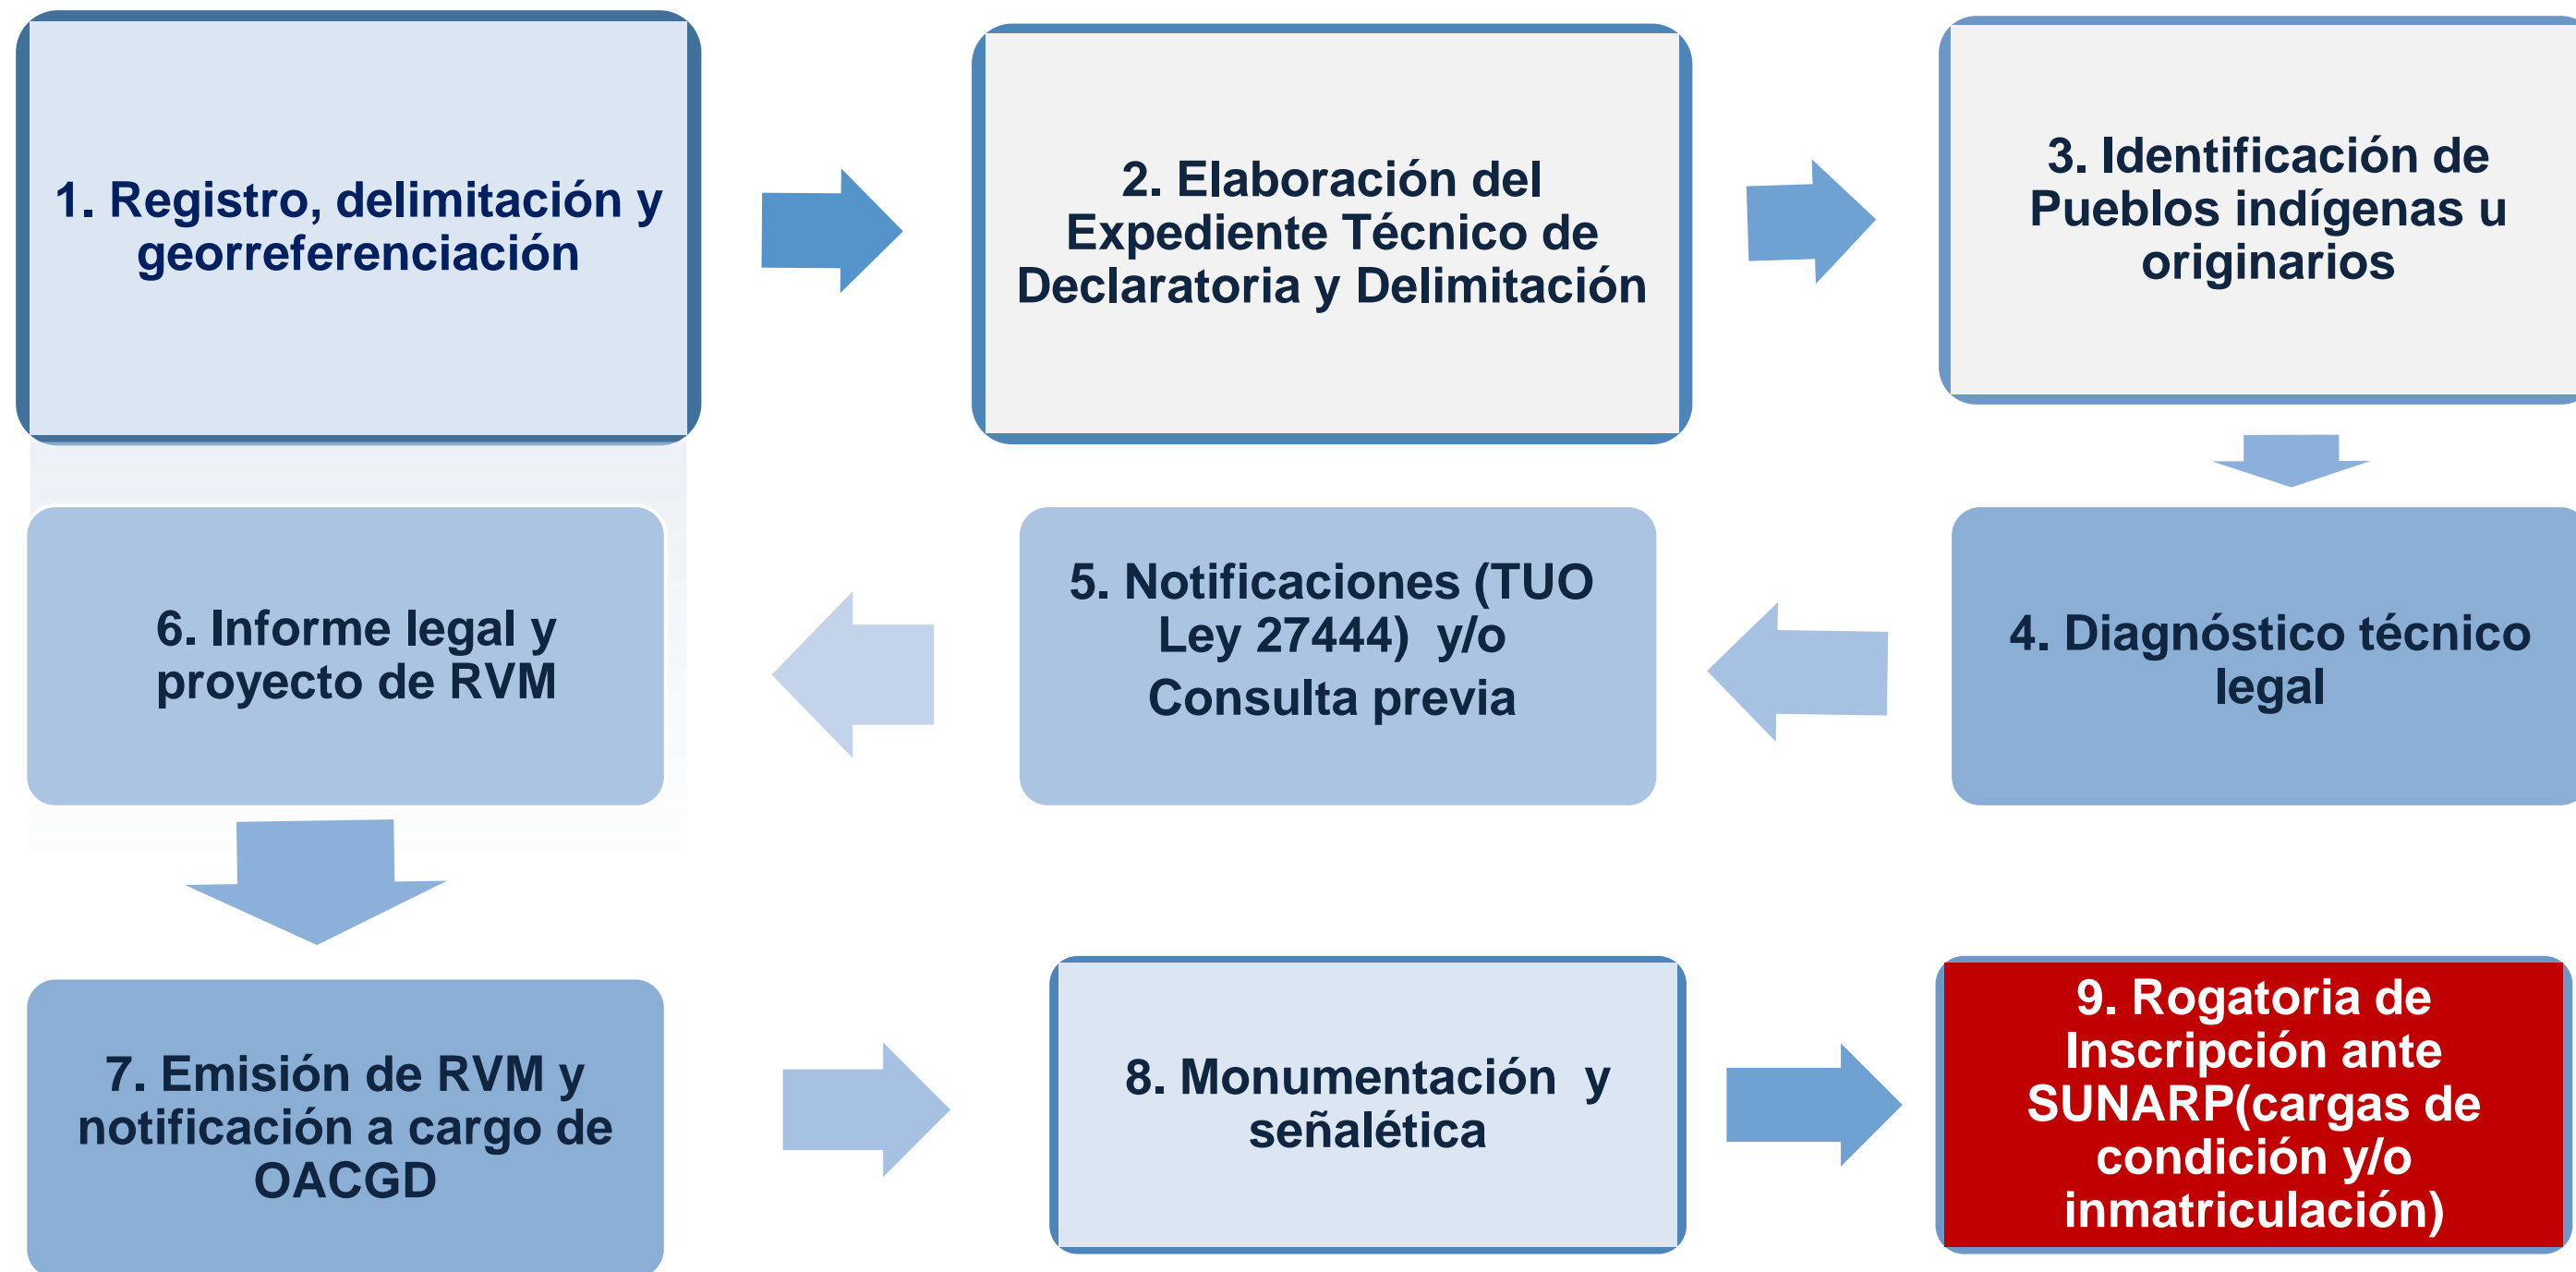 1. Registro, delimitación y
georreferenciación
2. Elaboración del
Expediente Técnico de
Declaratoria y Delimitación
3. Identificación de
Pueblos indígenas u
originarios
4. Diagnóstico técnico
legal
5. Notificaciones (TUO
Ley 27444)  y/o
Consulta previa
6. Informe legal y
proyecto de RVM
7. Emisión de RVM y
notificación a cargo de
OACGD
8. Monumentación  y
señalética
9. Rogatoria de
Inscripción ante
SUNARP(cargas de
condición y/o
inmatriculación)